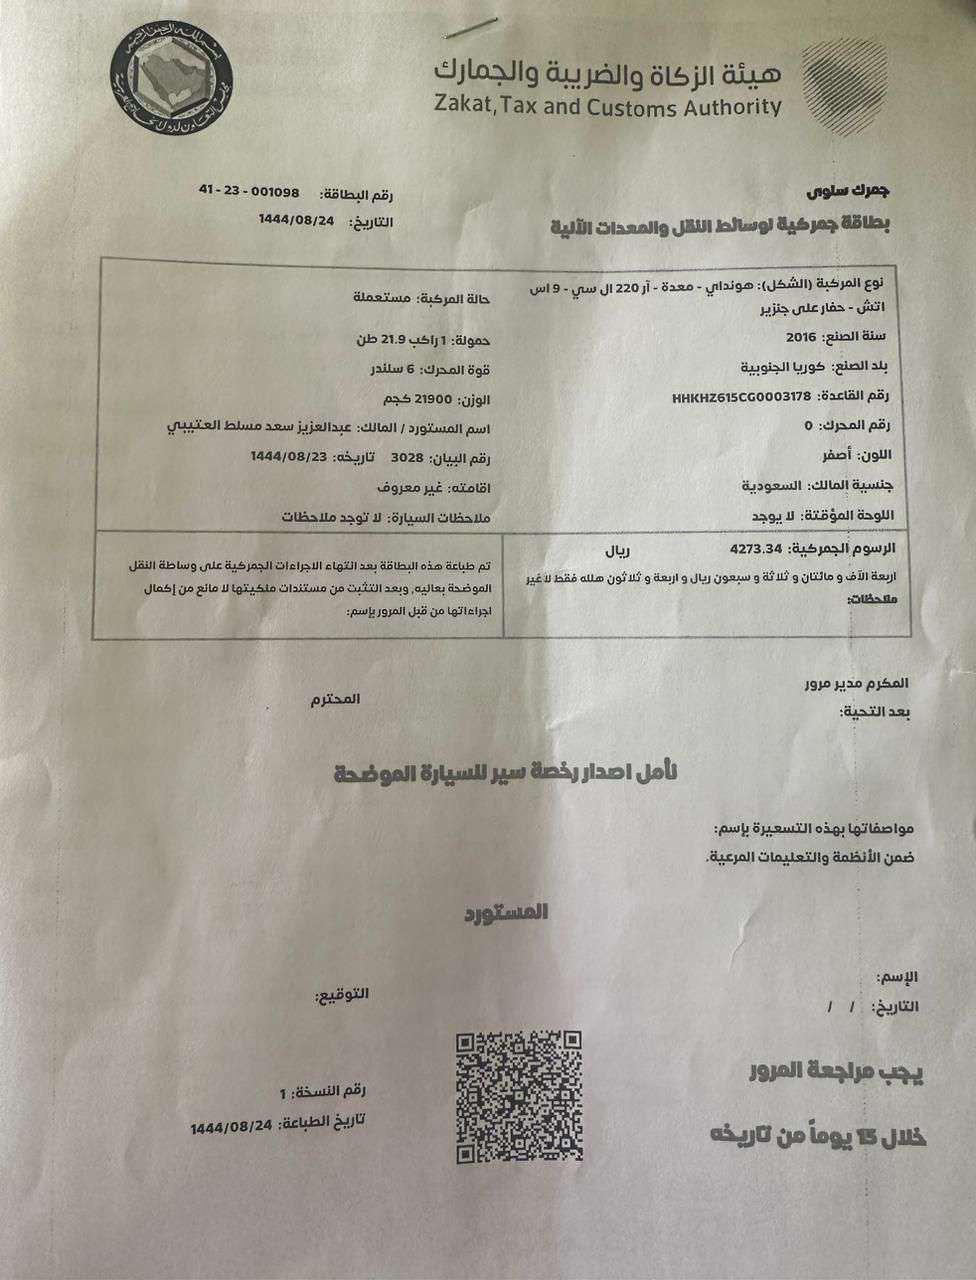 هيئة الزكاة والضريبة والجمارك
Zakat, Tax and Customs Authority
جمرك سلوى
رقم البطاقة: 001098 - 23 - 41
بطاقة جمركية لوسائط النقل والمعدات الآلية
التاريخ: 1444/08/24
نوع المركبة (الشكل): هونداي - معدة - آر 220 ال سي - 9 اس
اتش - حفار على جنزير
حالة المركبة: مستعملة
سنة الصنع: 2016
حمولة: 1 راكب 21.9 طن
بلد الصنع: كوريا الجنوبية
قوة المحرك: 6 سلندر
رقم القاعدة: HHKHZ615CG0003178
الوزن: 21900 كجم
رقم المحرك: 0
اسم المستورد / المالك: عبدالعزيز سعد مسلط العتيبي
اللون: أصفر
رقم البيان: 3028 تاريخه: 1444/08/23
جنسية المالك: السعودية
اقامته: غير معروف
اللوحة المؤقتة: لا يوجد
ملاحظات السيارة: لا توجد ملاحظات
الرسوم الجمركية: 4273.34 ريال
اربعة الآف و مائتان و ثلاثة و سبعون ريال و اربعة و ثلاثون هلله فقط لا غير
ملاحظات:
تم طباعة هذه البطاقة بعد انتهاء الاجراءات الجمركية على وساطة النقل
الموضحة بعاليه, وبعد التثبت من مستندات ملكيتها لا مانع من إكمال
اجراءاتها من قبل المرور بإسم:
المكرم مدير مرور
المحترم
بعد التحية:
نأمل اصدار رخصة سير للسيارة الموضحة
مواصفاتها بهذه التسعيرة بإسم:
ضمن الأنظمة والتعليمات المرعية.
المستورد
الإسم:
التوقيع:
التاريخ: / /
يجب مراجعة المرور
خلال 15 يوماً من تاريخه
رقم النسخة: 1
تاريخ الطباعة: 1444/08/24